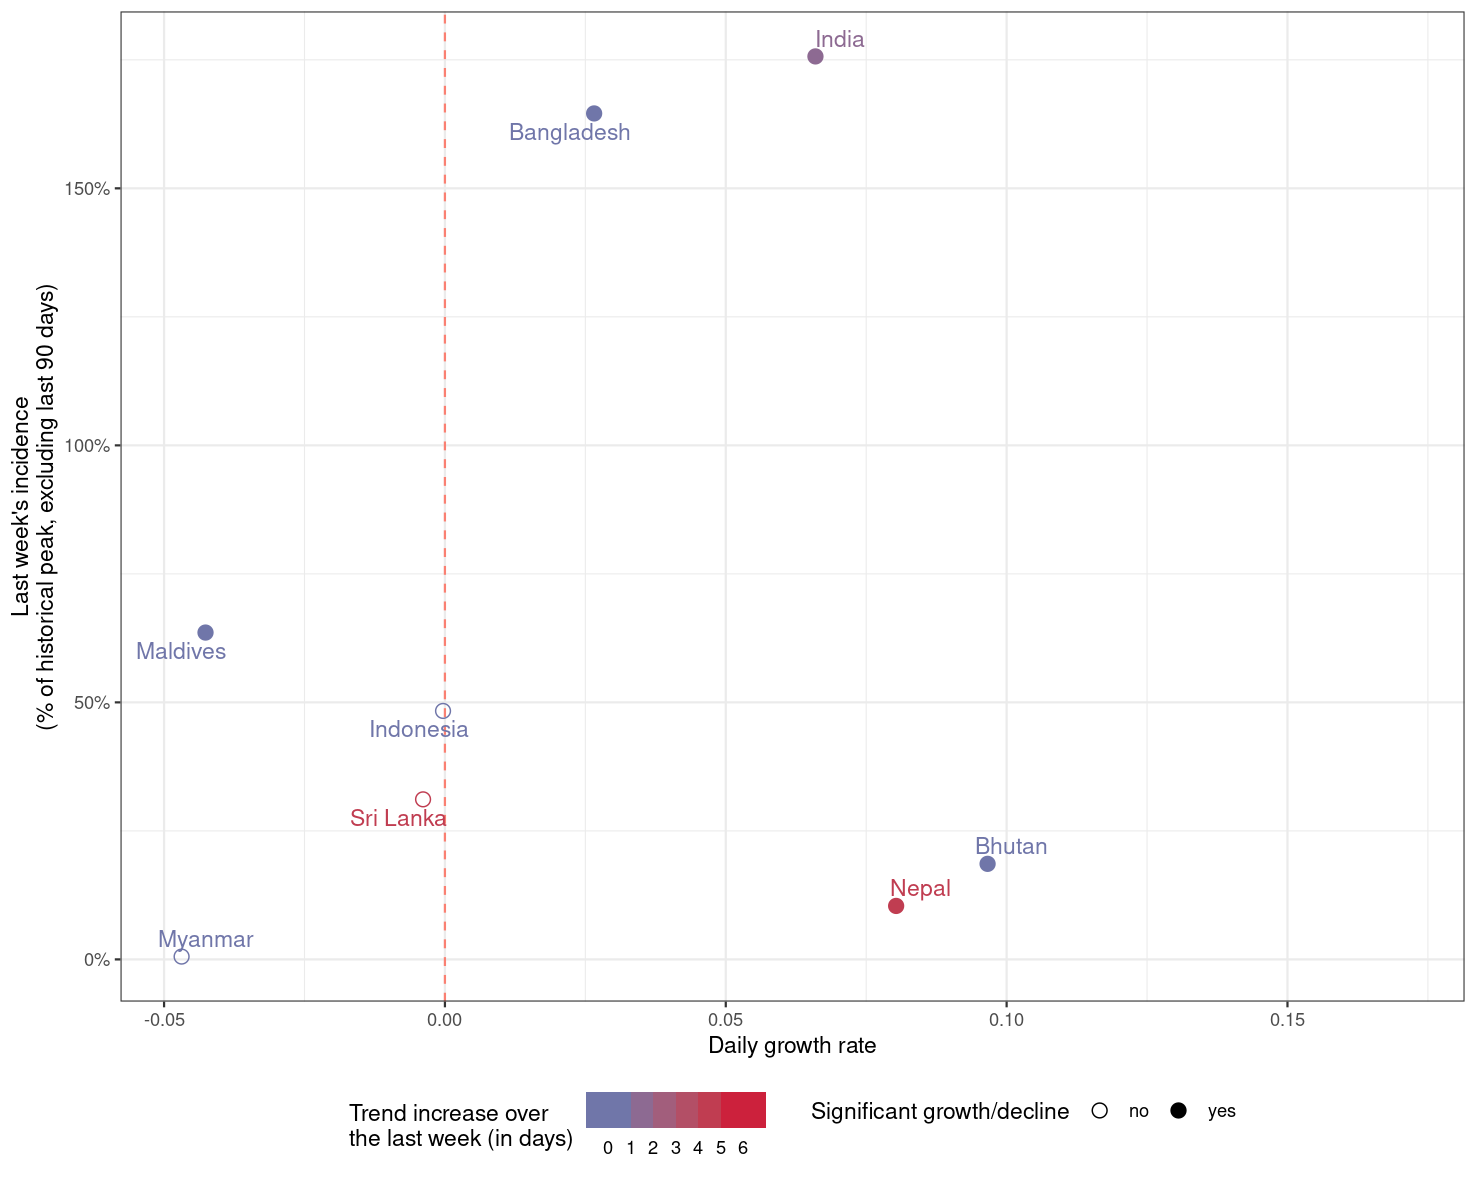 India
Bangladesh
150%
100%
Last week's incidence
(% of historical peak, excluding last 90 days)
Maldives
50%
Indonesia
Sri Lanka
Bhutan
Nepal
Myanmar
0%
-0.05 0.00 0.05 0.10 0.15
Daily growth rate
Trend increase over
the last week (in days)
0 1 2 3 4 5 6
Significant growth/decline no yes